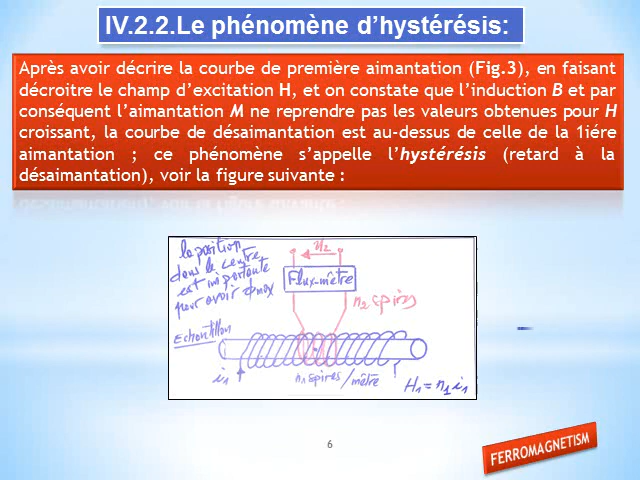 IV.2.2.Le phénomène d’hystérésis:
Après avoir décrire la courbe de première aimantation (Fig.3), en faisant
décroitre le champ d’excitation H, et on constate que l’induction B et par
conséquent l’aimantation M ne reprendre pas les valeurs obtenues pour H
croissant, la courbe de désaimantation est au-dessus de celle de la 1iére
aimantation ; ce phénomène s’appelle l’hystérésis (retard à la
désaimantation), voir la figure suivante :
la position
dans le centre
est importante
pour avoir ϕmax
u2
Flux-mètre
n2 spires
Echantillon
i1
n1 spires/mètre
H1 = n1 i1
6
FERROMAGNETISM